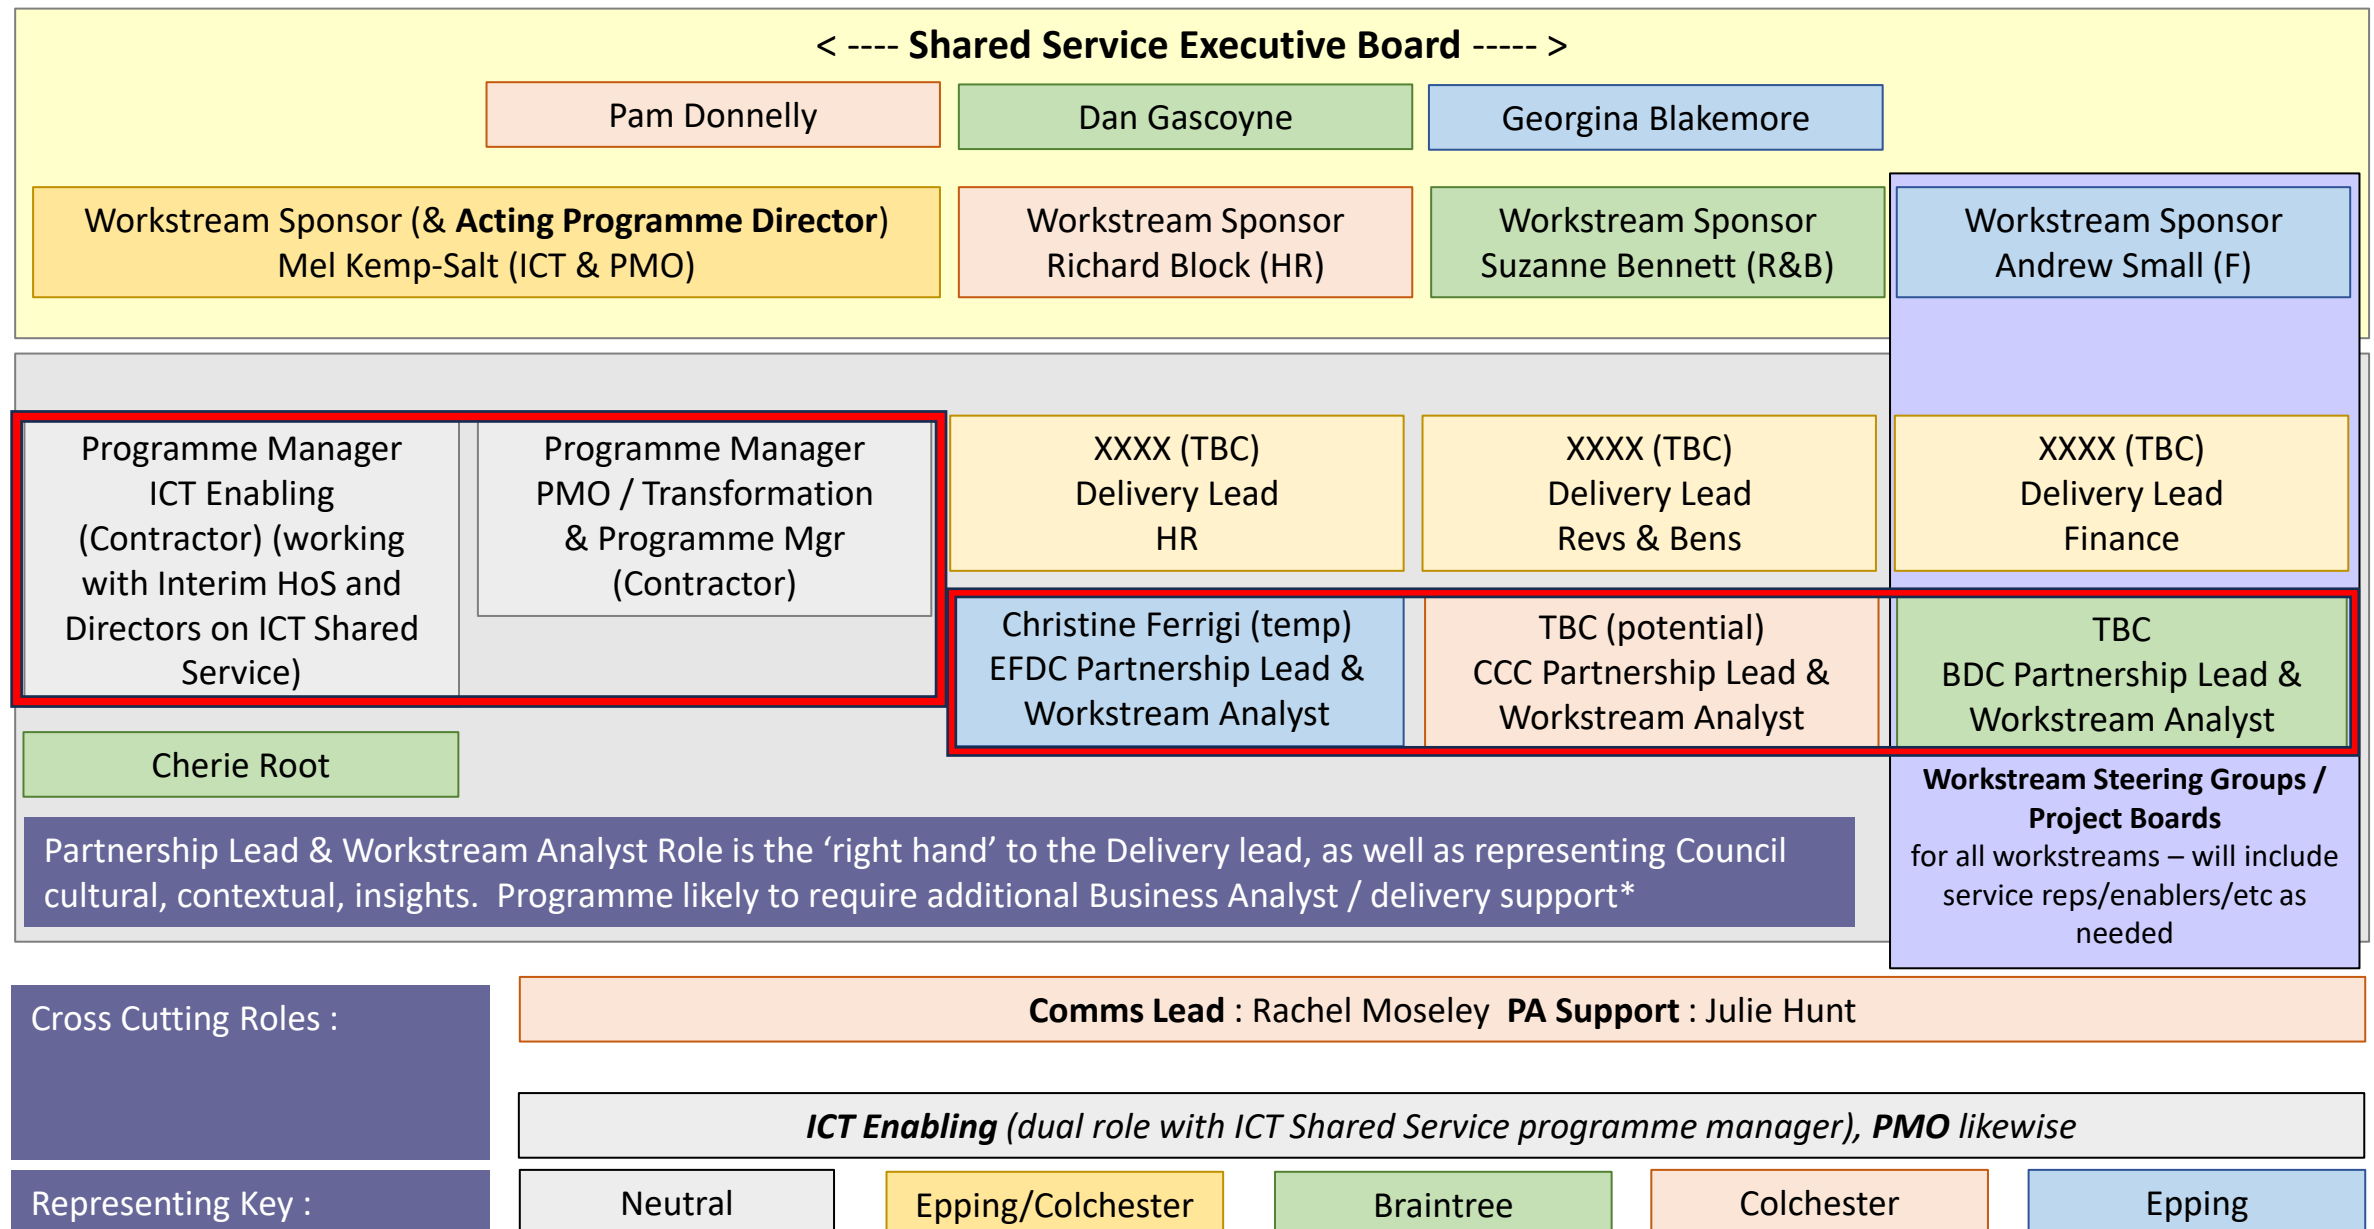 < ---- Shared Service Executive Board ----- >
Pam Donnelly
Dan Gascoyne
Georgina Blakemore
Workstream Sponsor (& Acting Programme Director)
Mel Kemp-Salt (ICT & PMO)
Workstream Sponsor
Richard Block (HR)
Workstream Sponsor
Suzanne Bennett (R&B)
Workstream Sponsor
Andrew Small (F)
Programme Manager
ICT Enabling
(Contractor) (working
with Interim HoS and
Directors on ICT Shared
Service)
Programme Manager
PMO / Transformation
& Programme Mgr
(Contractor)
XXXX (TBC)
Delivery Lead
HR
XXXX (TBC)
Delivery Lead
Revs & Bens
XXXX (TBC)
Delivery Lead
Finance
Christine Ferrigi (temp)
EFDC Partnership Lead &
Workstream Analyst
TBC (potential)
CCC Partnership Lead &
Workstream Analyst
TBC
BDC Partnership Lead &
Workstream Analyst
Cherie Root
Workstream Steering Groups /
Project Boards
for all workstreams – will include
service reps/enablers/etc as
needed
Partnership Lead & Workstream Analyst Role is the ‘right hand’ to the Delivery lead, as well as representing Council
cultural, contextual, insights.  Programme likely to require additional Business Analyst / delivery support*
Cross Cutting Roles :
Comms Lead : Rachel Moseley  PA Support : Julie Hunt
ICT Enabling (dual role with ICT Shared Service programme manager), PMO likewise
Representing Key :
Neutral
Epping/Colchester
Braintree
Colchester
Epping